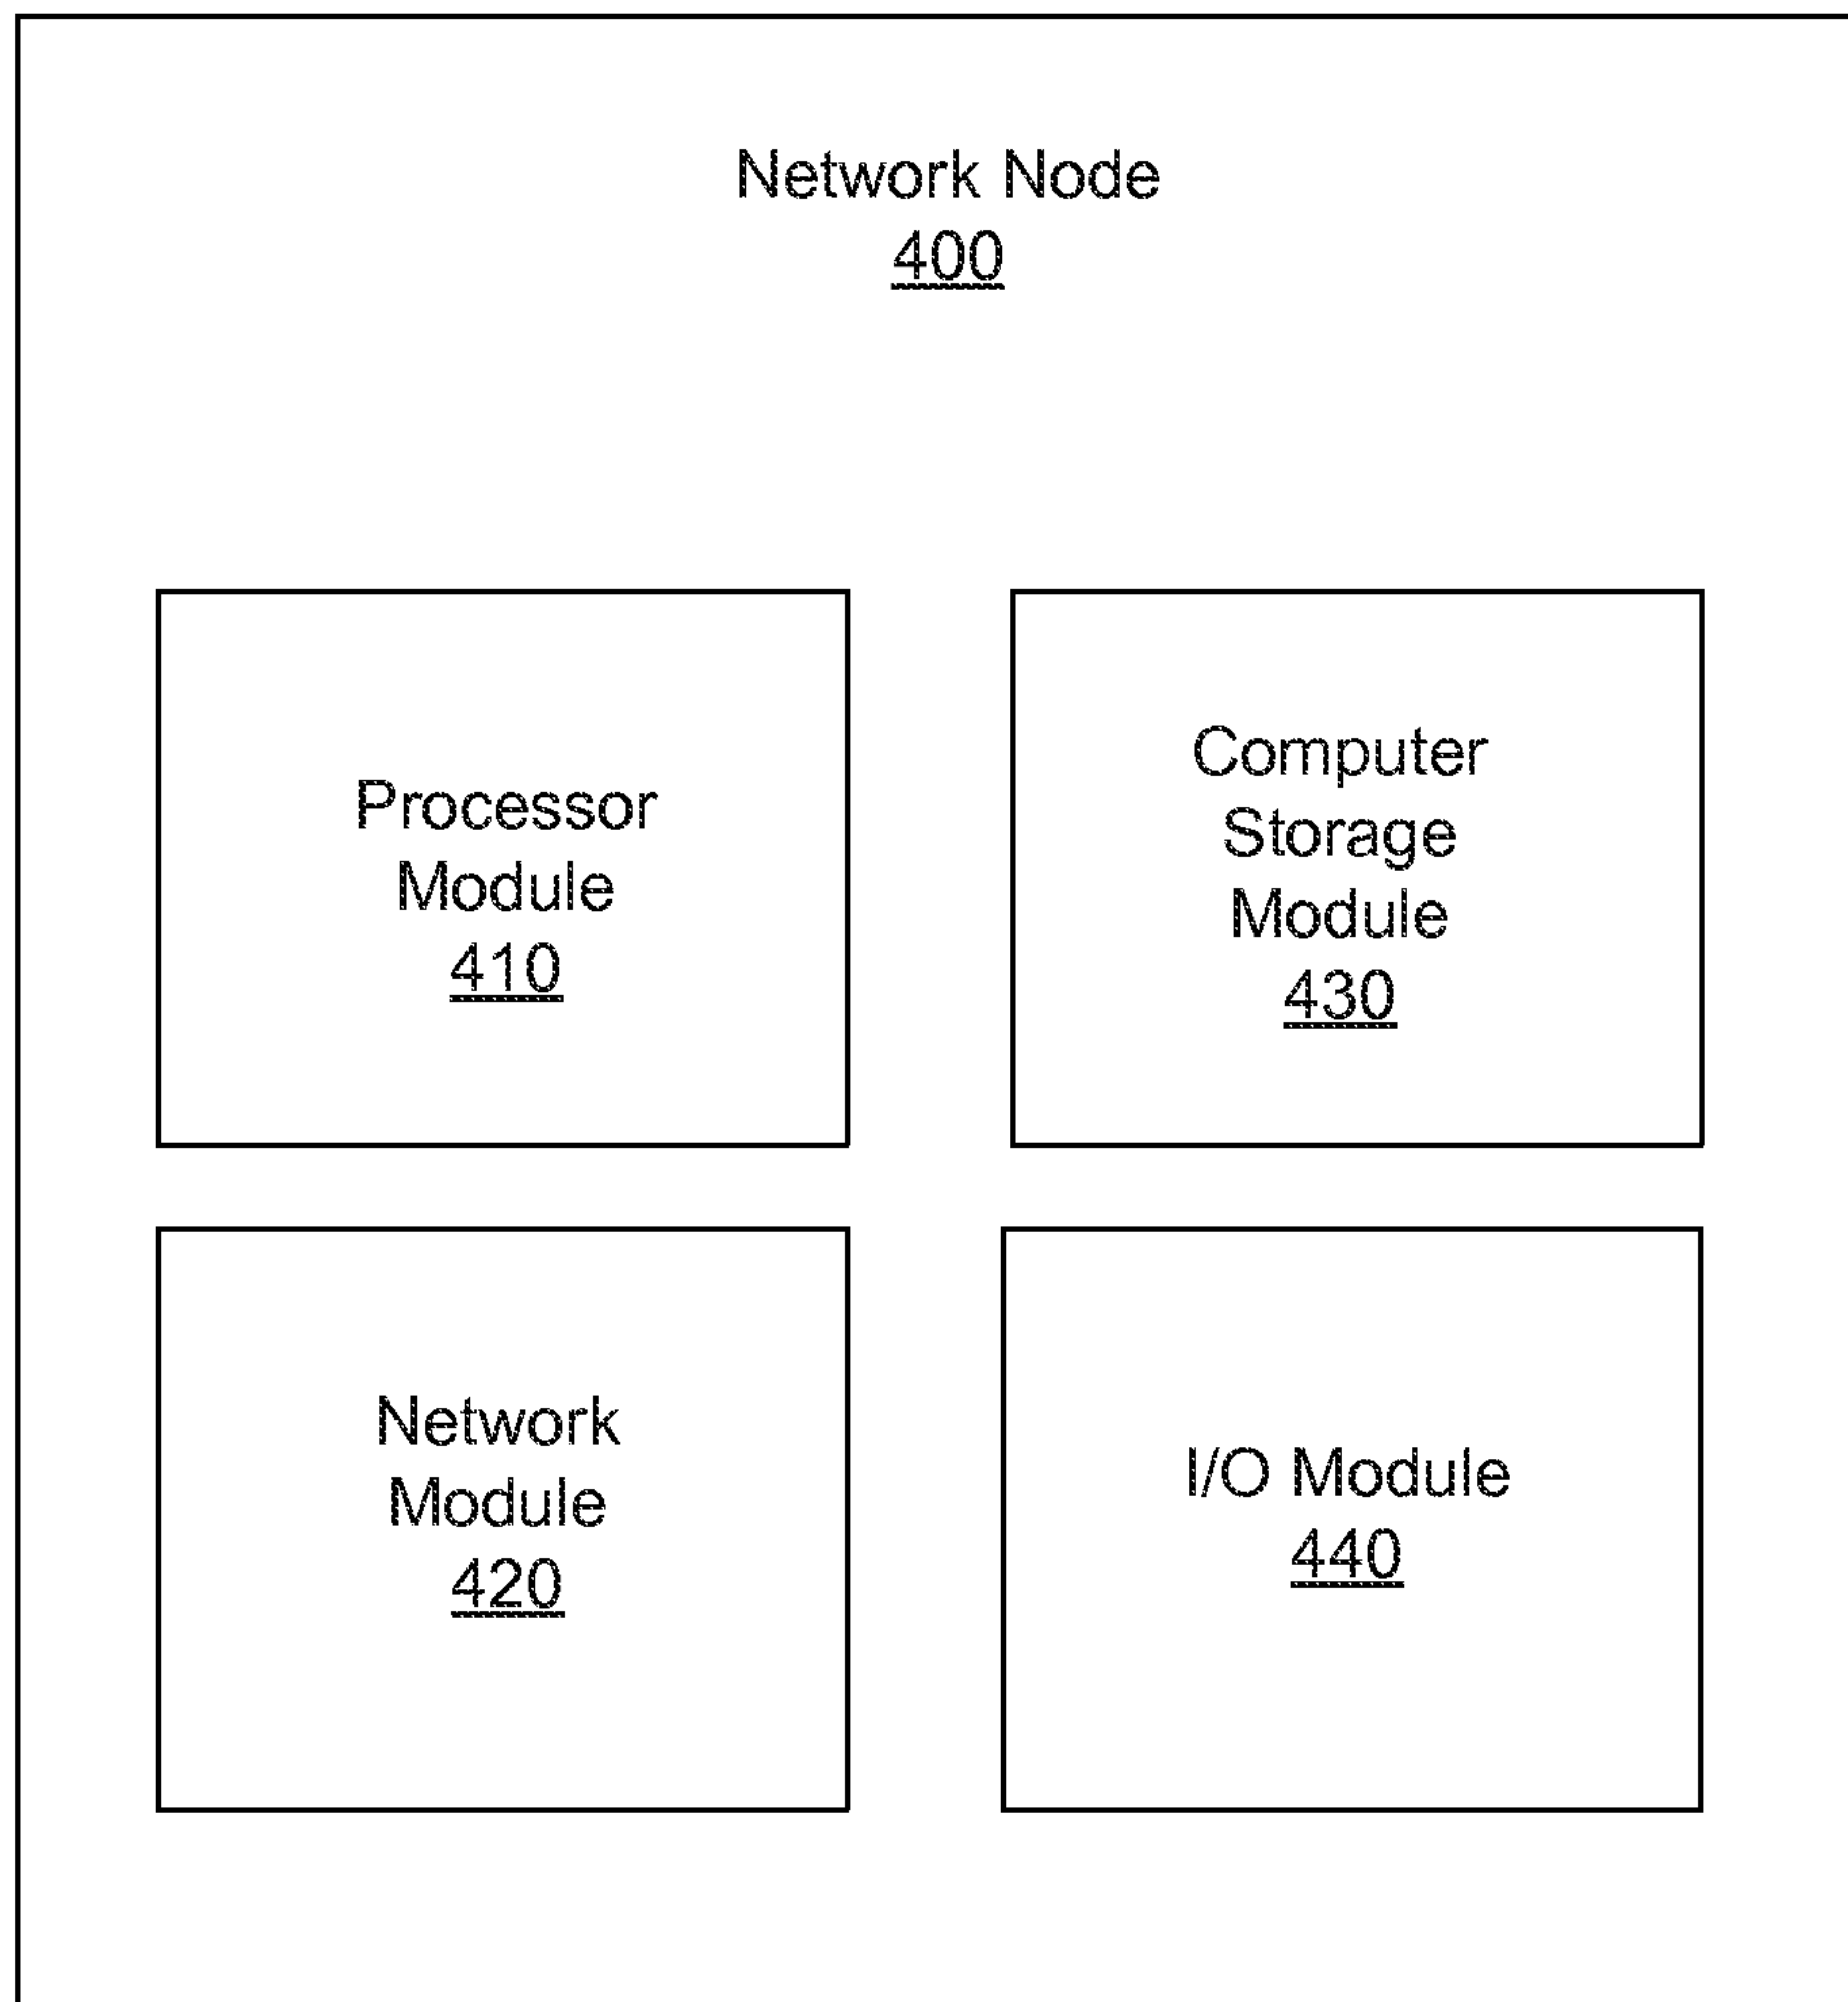 Network Node
400
Processor
Module
410
Computer
Storage
Module
430
Network
Module
420
I/O Module
440